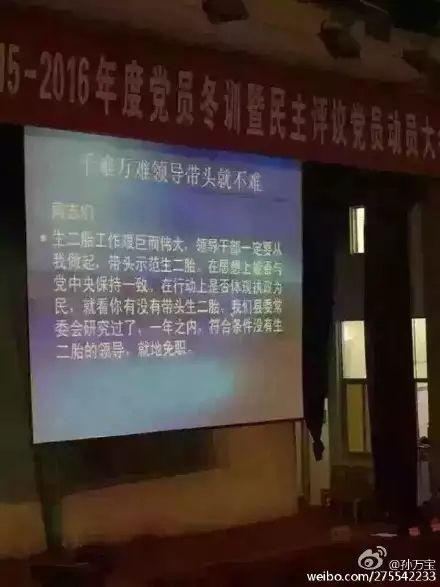 15-2016年度党员冬训暨民主评议党员动员大
千难万难领导带头就不难
同志们
• 生二胎工作艰巨而伟大，领导干部一定要从
我做起，带头示范生二胎。在思想上能否与
党中央保持一致，在行动上是否体现执政为
民，就看你有没有带头生二胎，我们县委常
委会研究过了，一年之内，符合条件没有生
二胎的领导，就地免职。
@孙万宝
weibo.com/275542233